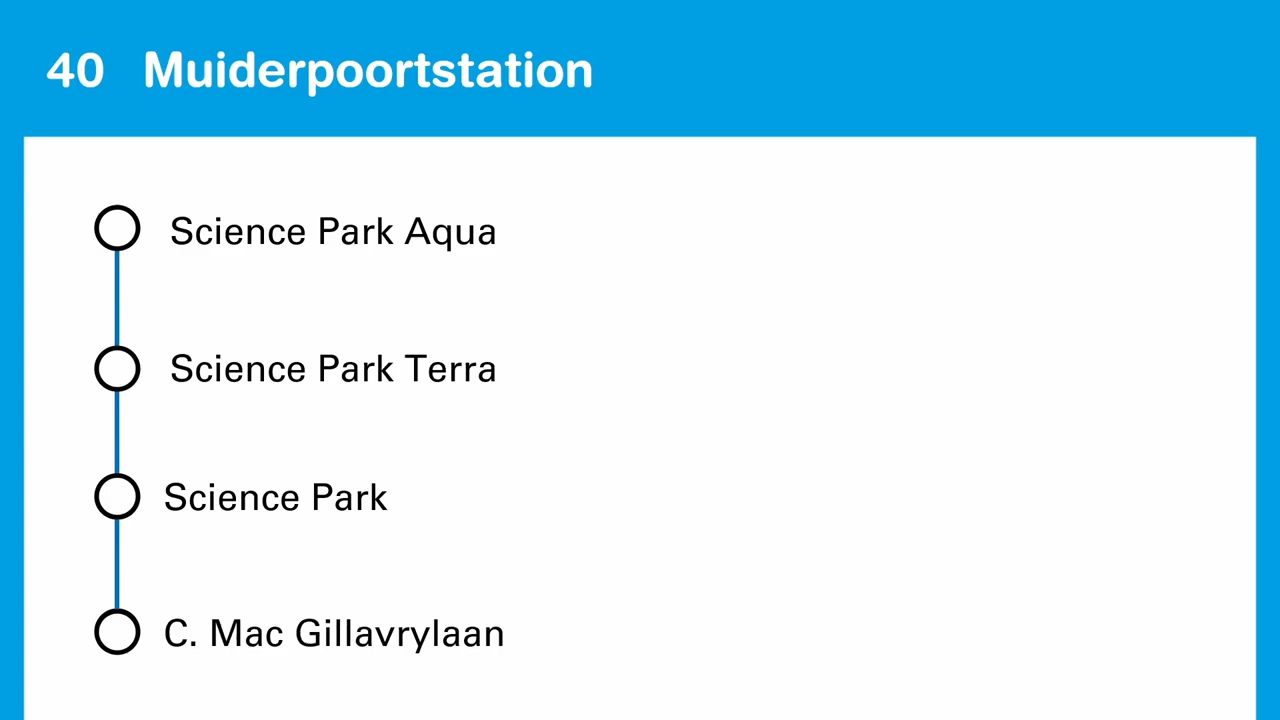 40 Muiderpoortstation
Science Park Aqua
Science Park Terra
Science Park
C. Mac Gillavrylaan